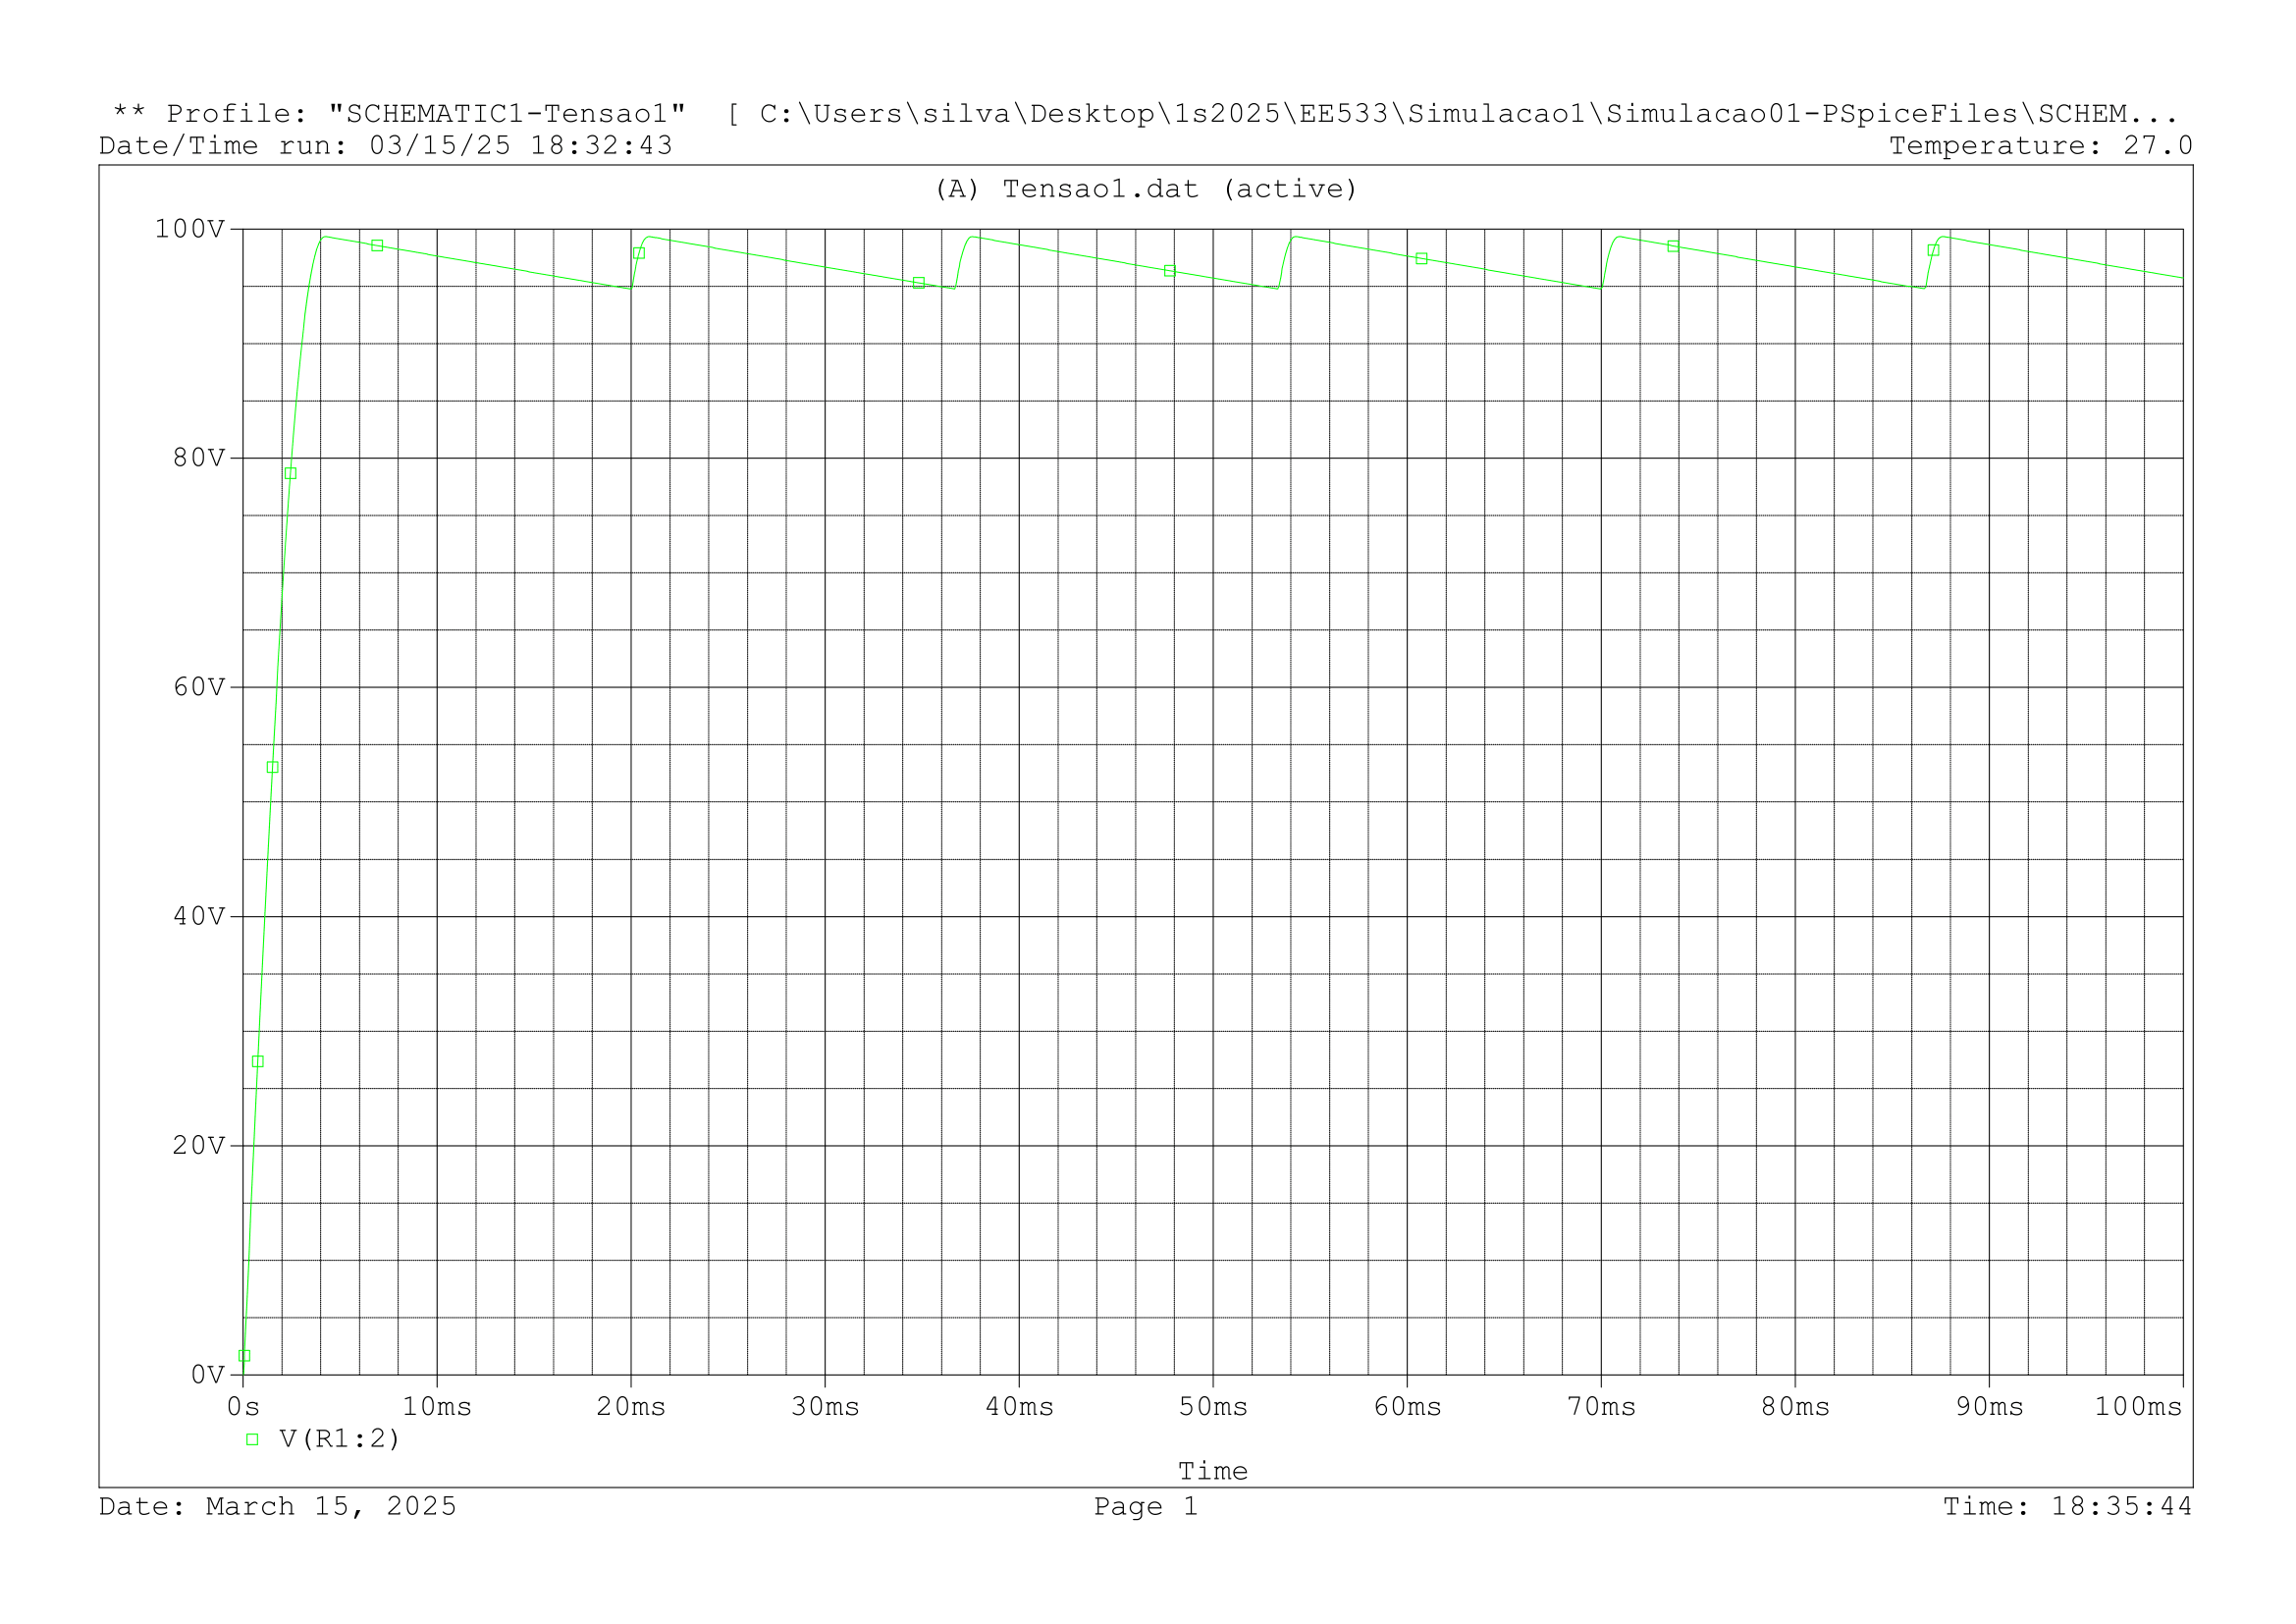 ** Profile: "SCHEMATIC1-Tensao1"  [ C:\Users\silva\Desktop\1s2025\EE533\Simulacao1\Simulacao01-PSpiceFiles\SCHEM...
Date/Time run: 03/15/25 18:32:43 Temperature: 27.0
(A) Tensao1.dat (active)
100V
80V
60V
40V
20V
0V
0s 10ms 20ms 30ms 40ms 50ms 60ms 70ms 80ms 90ms 100ms
V(R1:2)
Time
Date: March 15, 2025 Page 1 Time: 18:35:44